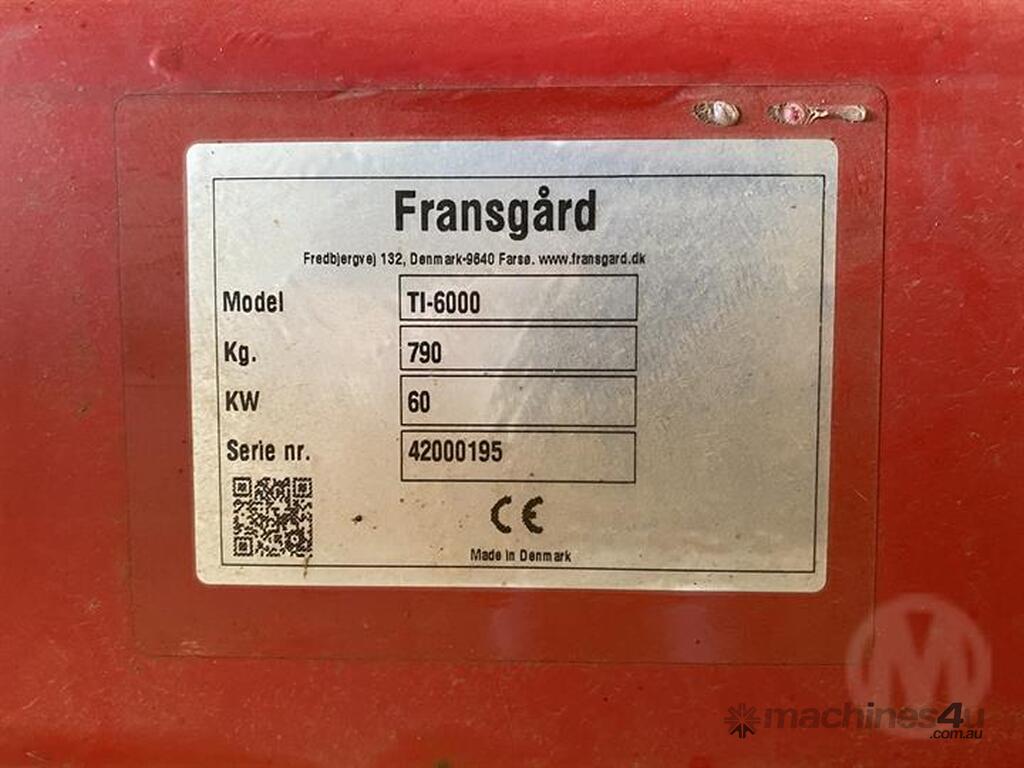 Fransgård
Fredbjergvej 132, Denmark-9640 Farsø. www.fransgard.dk
Model TI-6000
Kg. 790
KW 60
Serie nr. 42000195
CE
Made in Denmark
M
machines4u
.com.au